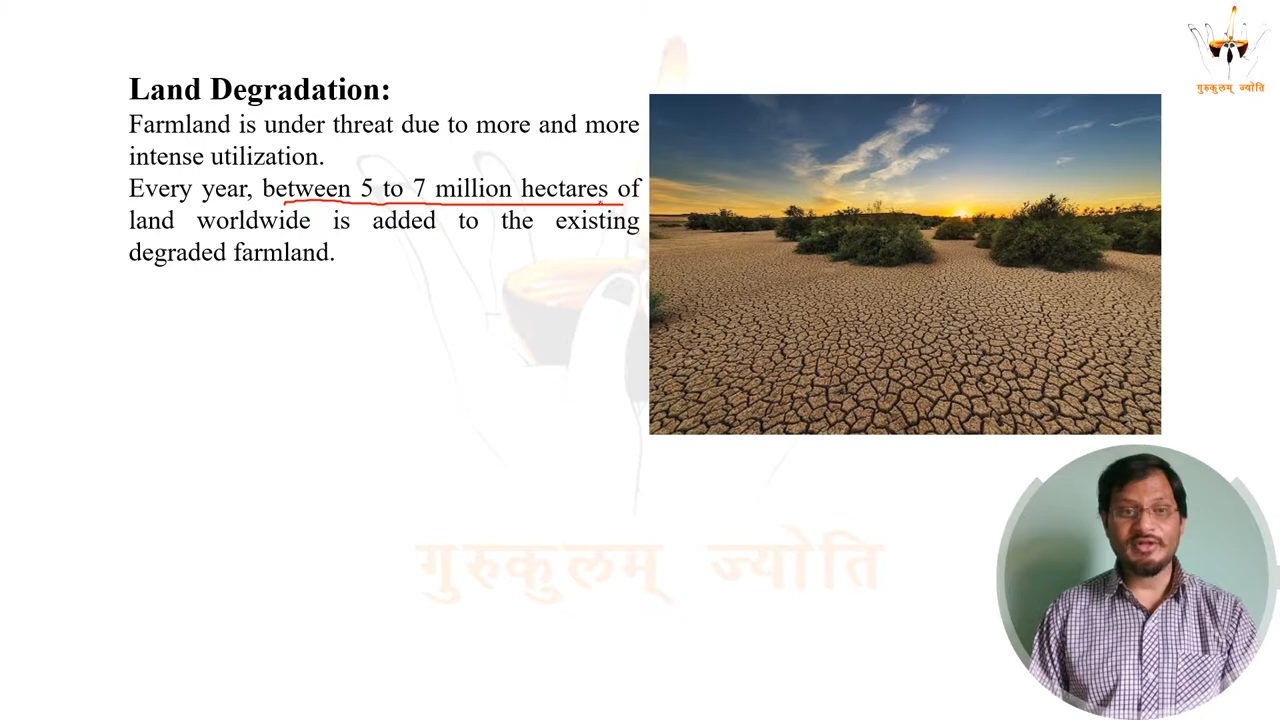 गुरुकुलम् ज्योति
Land Degradation:
Farmland is under threat due to more and more
intense utilization.
Every year, between 5 to 7 million hectares of
land worldwide is added to the existing
degraded farmland.
गुरुकुलम् ज्योति